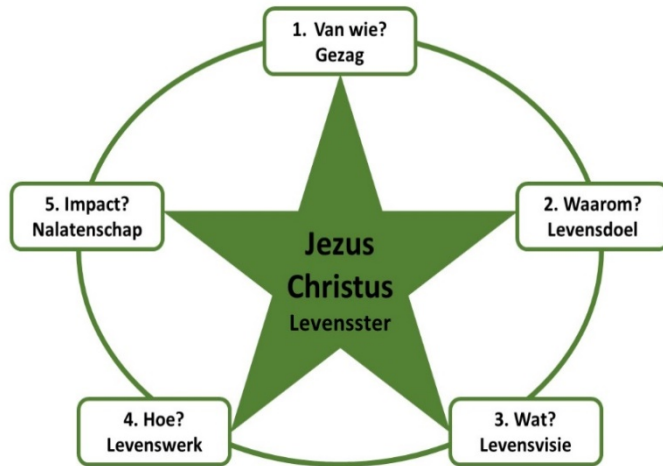 1. Van wie?
Gezag
2. Waarom?
Levensdoel
3. Wat?
Levensvisie
4. Hoe?
Levenswerk
5. Impact?
Nalatenschap
Jezus
Christus
Levensster